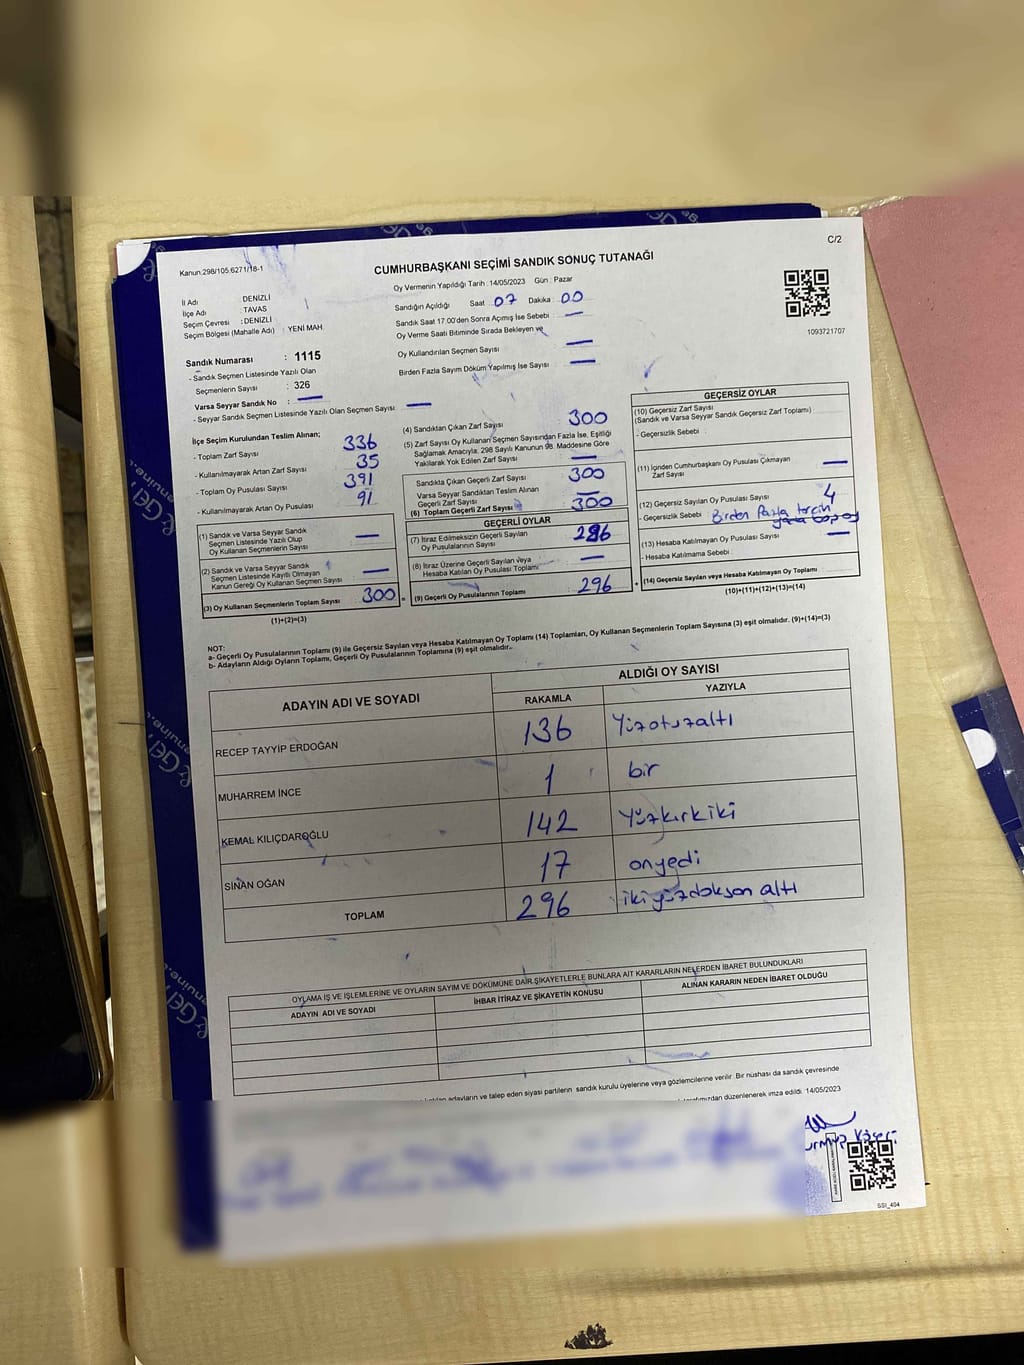 C/2
Kanun:298/105.6271/18-1
CUMHURBAŞKANI SEÇİMİ SANDIK SONUÇ TUTANAĞI
Oy Vermenin Yapıldığı Tarih : 14/05/2023 Gün : Pazar
İl Adı : DENİZLİ
İlçe Adı : TAVAS
Seçim Çevresi : DENİZLİ
Seçim Bölgesi (Mahalle Adı) : YENİ MAH.
Sandığın Açıldığı Saat : 07 Dakika : 00
Sandık Saat 17.00'den Sonra Açılmış İse Sebebi : —
Oy Verme Saati Bitiminde Sırada Bekleyen ve
Oy Kullandırılan Seçmen Sayısı —
Birden Fazla Sayım Döküm Yapılmış İse Sayısı : —
1093721707
Sandık Numarası : 1115
- Sandık Seçmen Listesinde Yazılı Olan
Seçmenlerin Sayısı : 326
Varsa Seyyar Sandık No : —
- Seyyar Sandık Seçmen Listesinde Yazılı Olan Seçmen Sayısı : —
İlçe Seçim Kurulundan Teslim Alınan;
- Toplam Zarf Sayısı 336
- Kullanılmayarak Artan Zarf Sayısı 35
- Toplam Oy Pusulası Sayısı 391
- Kullanılmayarak Artan Oy Pusulası 91
(1) Sandık ve Varsa Seyyar Sandık
Seçmen Listesinde Yazılı Olup
Oy Kullanan Seçmenlerin Sayısı —
(2) Sandık ve Varsa Seyyar Sandık
Seçmen Listesinde Kayıtlı Olmayan
Kanun Gereği Oy Kullanan Seçmen Sayısı —
(3) Oy Kullanan Seçmenlerin Toplam Sayısı 300 =
(1)+(2)=(3)
(4) Sandıktan Çıkan Zarf Sayısı 300
(5) Zarf Sayısı Oy Kullanan Seçmen Sayısından Fazla İse, Eşitliği
Sağlamak Amacıyla, 298 Sayılı Kanunun 98. Maddesine Göre
Yakılarak Yok Edilen Zarf Sayısı —
Sandıkta Çıkan Geçerli Zarf Sayısı 300
Varsa Seyyar Sandıktan Teslim Alınan
Geçerli Zarf Sayısı —
(6) Toplam Geçerli Zarf Sayısı 300
GEÇERLİ OYLAR
(7) İtiraz Edilmeksizin Geçerli Sayılan
Oy Pusulalarının Sayısı 296
(8) İtiraz Üzerine Geçerli Sayılan veya
Hesaba Katılan Oy Pusulası Toplamı —
(9) Geçerli Oy Pusulalarının Toplamı 296 +
GEÇERSİZ OYLAR
(10) Geçersiz Zarf Sayısı
(Sandık ve Varsa Seyyar Sandık Geçersiz Zarf Toplamı)
- Geçersizlik Sebebi :
(11) İçinden Cumhurbaşkanı Oy Pusulası Çıkmayan
Zarf Sayısı —
(12) Geçersiz Sayılan Oy Pusulası Sayısı 4
- Geçersizlik Sebebi : Birden fazla tercih
(13) Hesaba Katılmayan Oy Pusulası Sayısı —
- Hesaba Katılmama Sebebi :
(14) Geçersiz Sayılan veya Hesaba Katılmayan Oy Toplamı
(10)+(11)+(12)+(13)=(14)
NOT:
a- Geçerli Oy Pusulalarının Toplamı (9) ile Geçersiz Sayılan veya Hesaba Katılmayan Oy Toplamı (14) Toplamları, Oy Kullanan Seçmenlerin Toplam Sayısına (3) eşit olmalıdır. (9)+(14)=(3)
b- Adayların Aldığı Oyların Toplamı, Geçerli Oy Pusulalarının Toplamına (9) eşit olmalıdır.
ADAYIN ADI VE SOYADI ALDIĞI OY SAYISI
RAKAMLA YAZIYLA
RECEP TAYYİP ERDOĞAN 136 Yüzotuzaltı
MUHARREM İNCE 1 bir
KEMAL KILIÇDAROĞLU 142 Yüzkırkiki
SİNAN OĞAN 17 onyedi
TOPLAM 296 ikiyüzdoksan altı
OYLAMA İŞ VE İŞLEMLERİNE VE OYLARIN SAYIM VE DÖKÜMÜNE DAİR ŞİKAYETLERLE BUNLARA AİT KARARLARIN NELERDEN İBARET BULUNDUKLARI
ADAYIN ADI VE SOYADI İHBAR İTİRAZ VE ŞİKAYETİN KONUSU ALINAN KARARIN NEDEN İBARET OLDUĞU
adayların ve talep eden siyasi partilerin sandık kurulu üyelerine veya gözlemcilerine verilir. Bir nüshası da sandık çevresinde
düzenlenerek imza edildi. 14/05/2023
SSİ_494